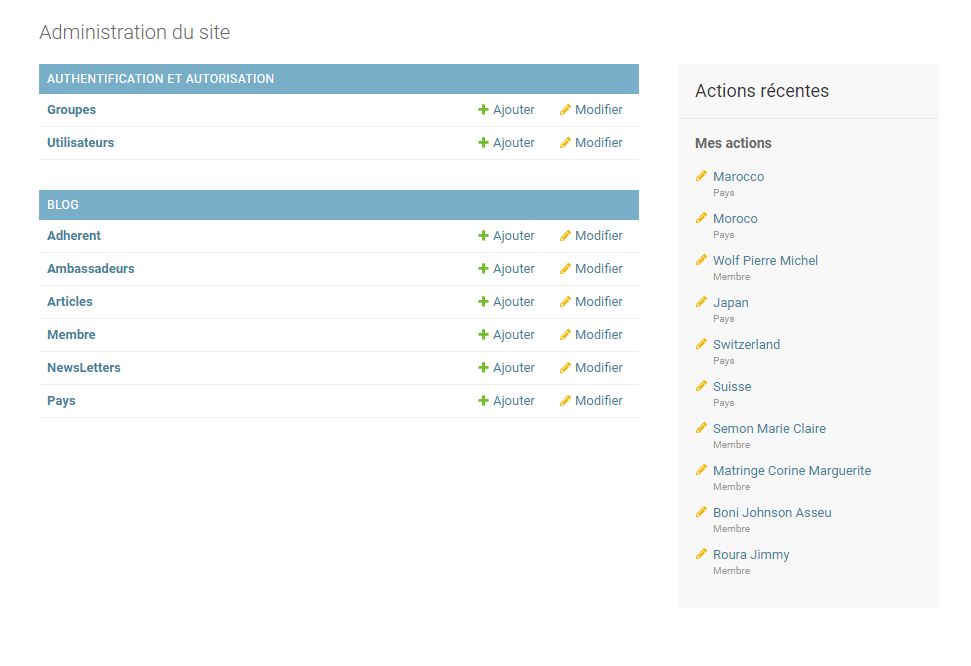 Administration du site
AUTHENTIFICATION ET AUTORISATION
Groupes Ajouter Modifier
Utilisateurs Ajouter Modifier
BLOG
Adherent Ajouter Modifier
Ambassadeurs Ajouter Modifier
Articles Ajouter Modifier
Membre Ajouter Modifier
NewsLetters Ajouter Modifier
Pays Ajouter Modifier
Actions récentes
Mes actions
Marocco
Pays
Moroco
Pays
Wolf Pierre Michel
Membre
Japan
Pays
Switzerland
Pays
Suisse
Pays
Semon Marie Claire
Membre
Matringe Corine Marguerite
Membre
Boni Johnson Asseu
Membre
Roura Jimmy
Membre